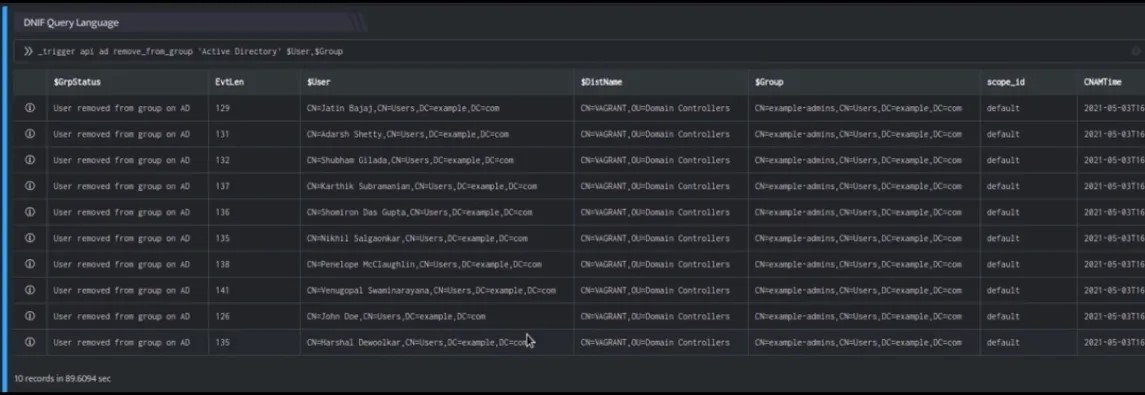 DNIF Query Language
_trigger api ad remove_from_group 'Active Directory' $User,$Group
$GrpStatus EvtLen $User $DistName $Group scope_id CNAMTime
User removed from group on AD 129 CN=Jatin Bajaj,CN=Users,DC=example,DC=com CN=VAGRANT,OU=Domain Controllers CN=example-admins,CN=Users,DC=example,DC=com default 2021-05-03T16
User removed from group on AD 131 CN=Adarsh Shetty,CN=Users,DC=example,DC=com CN=VAGRANT,OU=Domain Controllers CN=example-admins,CN=Users,DC=example,DC=com default 2021-05-03T16
User removed from group on AD 132 CN=Shubham Gilada,CN=Users,DC=example,DC=com CN=VAGRANT,OU=Domain Controllers CN=example-admins,CN=Users,DC=example,DC=com default 2021-05-03T16
User removed from group on AD 137 CN=Karthik Subramanian,CN=Users,DC=example,DC=com CN=VAGRANT,OU=Domain Controllers CN=example-admins,CN=Users,DC=example,DC=com default 2021-05-03T16
User removed from group on AD 136 CN=Shomiron Das Gupta,CN=Users,DC=example,DC=com CN=VAGRANT,OU=Domain Controllers CN=example-admins,CN=Users,DC=example,DC=com default 2021-05-03T16
User removed from group on AD 135 CN=Nikhil Salgaonkar,CN=Users,DC=example,DC=com CN=VAGRANT,OU=Domain Controllers CN=example-admins,CN=Users,DC=example,DC=com default 2021-05-03T16
User removed from group on AD 138 CN=Penelope McClaughlin,CN=Users,DC=example,DC=com CN=VAGRANT,OU=Domain Controllers CN=example-admins,CN=Users,DC=example,DC=com default 2021-05-03T16
User removed from group on AD 141 CN=Venugopal Swaminarayana,CN=Users,DC=example,DC=com CN=VAGRANT,OU=Domain Controllers CN=example-admins,CN=Users,DC=example,DC=com default 2021-05-03T16
User removed from group on AD 126 CN=John Doe,CN=Users,DC=example,DC=com CN=VAGRANT,OU=Domain Controllers CN=example-admins,CN=Users,DC=example,DC=com default 2021-05-03T16
User removed from group on AD 135 CN=Harshal Dewoolkar,CN=Users,DC=example,DC=com CN=VAGRANT,OU=Domain Controllers CN=example-admins,CN=Users,DC=example,DC=com default 2021-05-03T16
10 records in 89.6094 sec